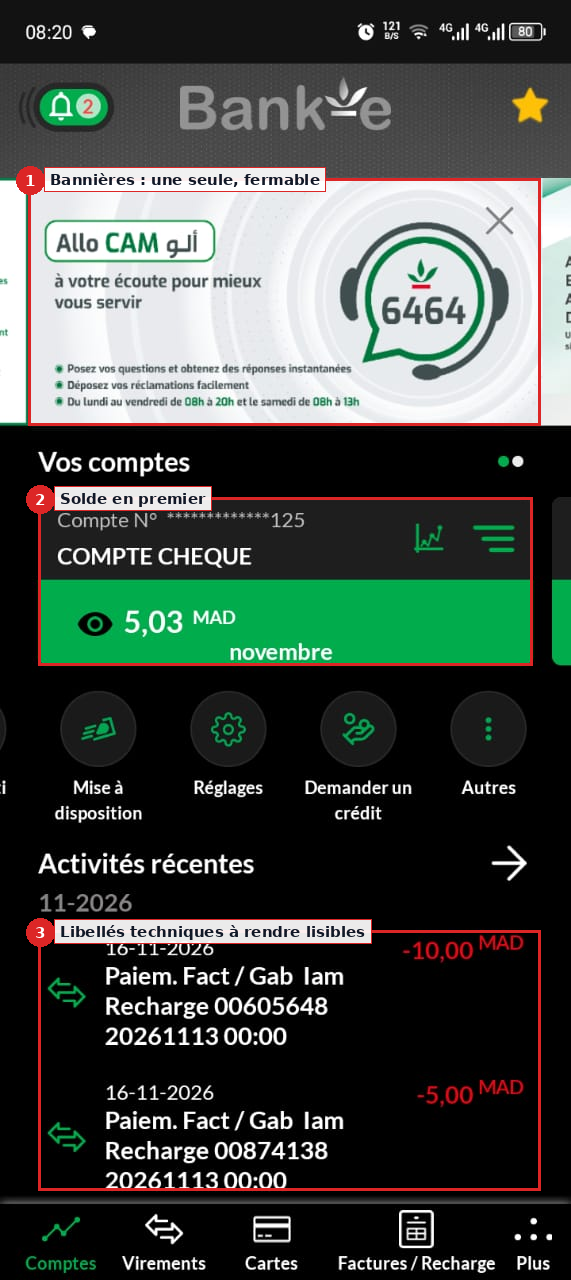 08:20
121
B/S
4G
4G
80
2
Bank-e
1
Bannières : une seule, fermable
Allo CAM ألو
à votre écoute pour mieux
vous servir
6464
Posez vos questions et obtenez des réponses instantanées
Déposez vos réclamations facilement
Du lundi au vendredi de 08h à 20h et le samedi de 08h à 13h
Vos comptes
2
Solde en premier
Compte N° *************125
COMPTE CHEQUE
5,03 MAD
novembre
Mise à
disposition
Réglages
Demander un
crédit
Autres
Activités récentes
11-2026
3
Libellés techniques à rendre lisibles
16-11-2026
-10,00 MAD
Paiem. Fact / Gab Iam
Recharge 00605648
20261113 00:00
16-11-2026
-5,00 MAD
Paiem. Fact / Gab Iam
Recharge 00874138
20261113 00:00
Comptes
Virements
Cartes
Factures / Recharge
Plus